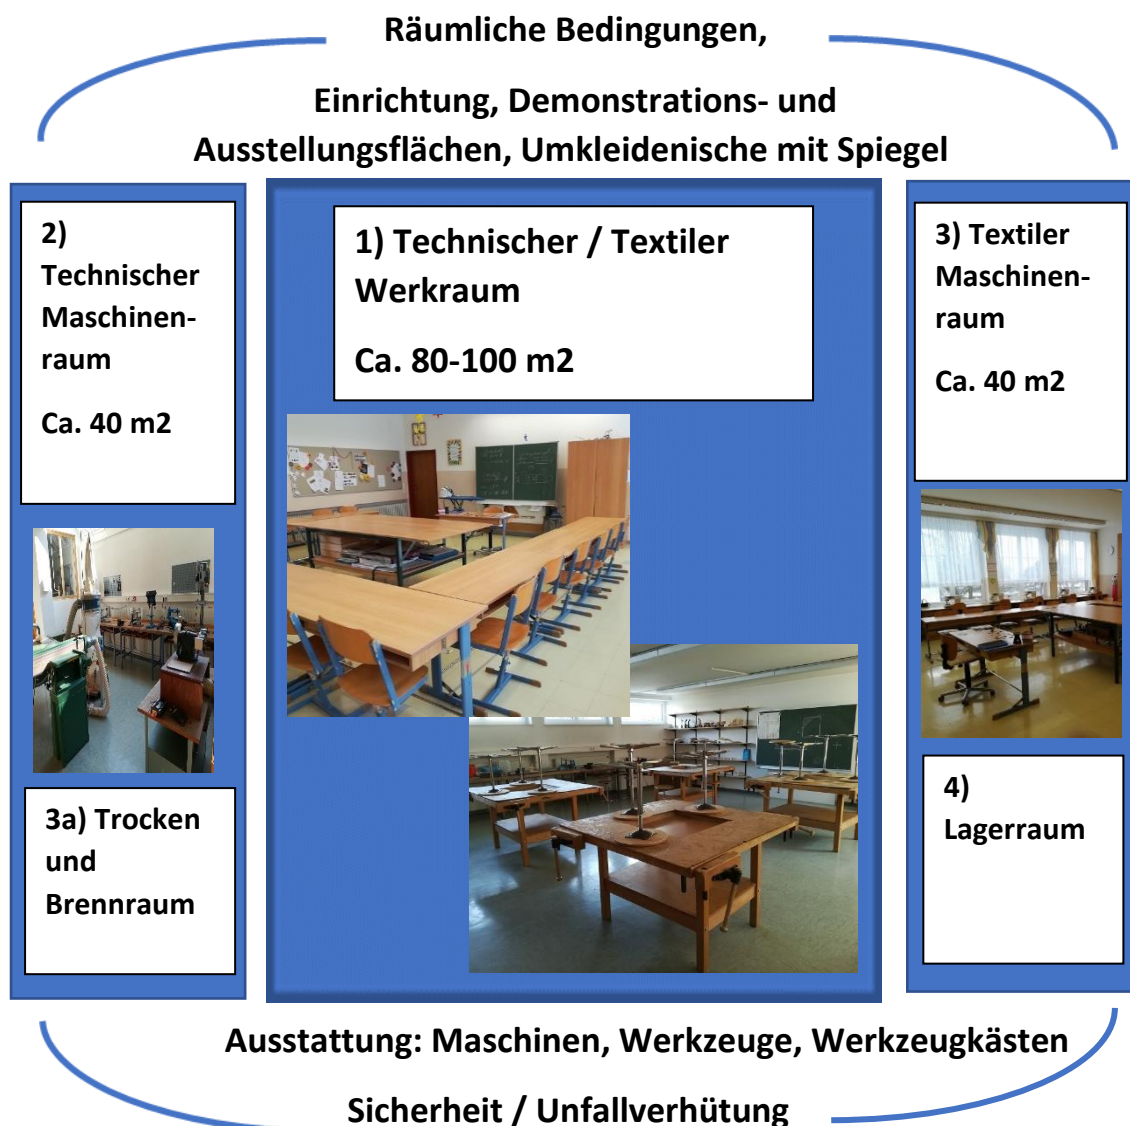 Räumliche Bedingungen,
Einrichtung, Demonstrations- und
Ausstellungsflächen, Umkleidenische mit Spiegel
2)
Technischer
Maschinen-
raum
Ca. 40 m2
1) Technischer / Textiler
Werkraum
Ca. 80-100 m2
3) Textiler
Maschinen-
raum
Ca. 40 m2
3a) Trocken
und
Brennraum
4)
Lagerraum
Ausstattung: Maschinen, Werkzeuge, Werkzeugkästen
Sicherheit / Unfallverhütung